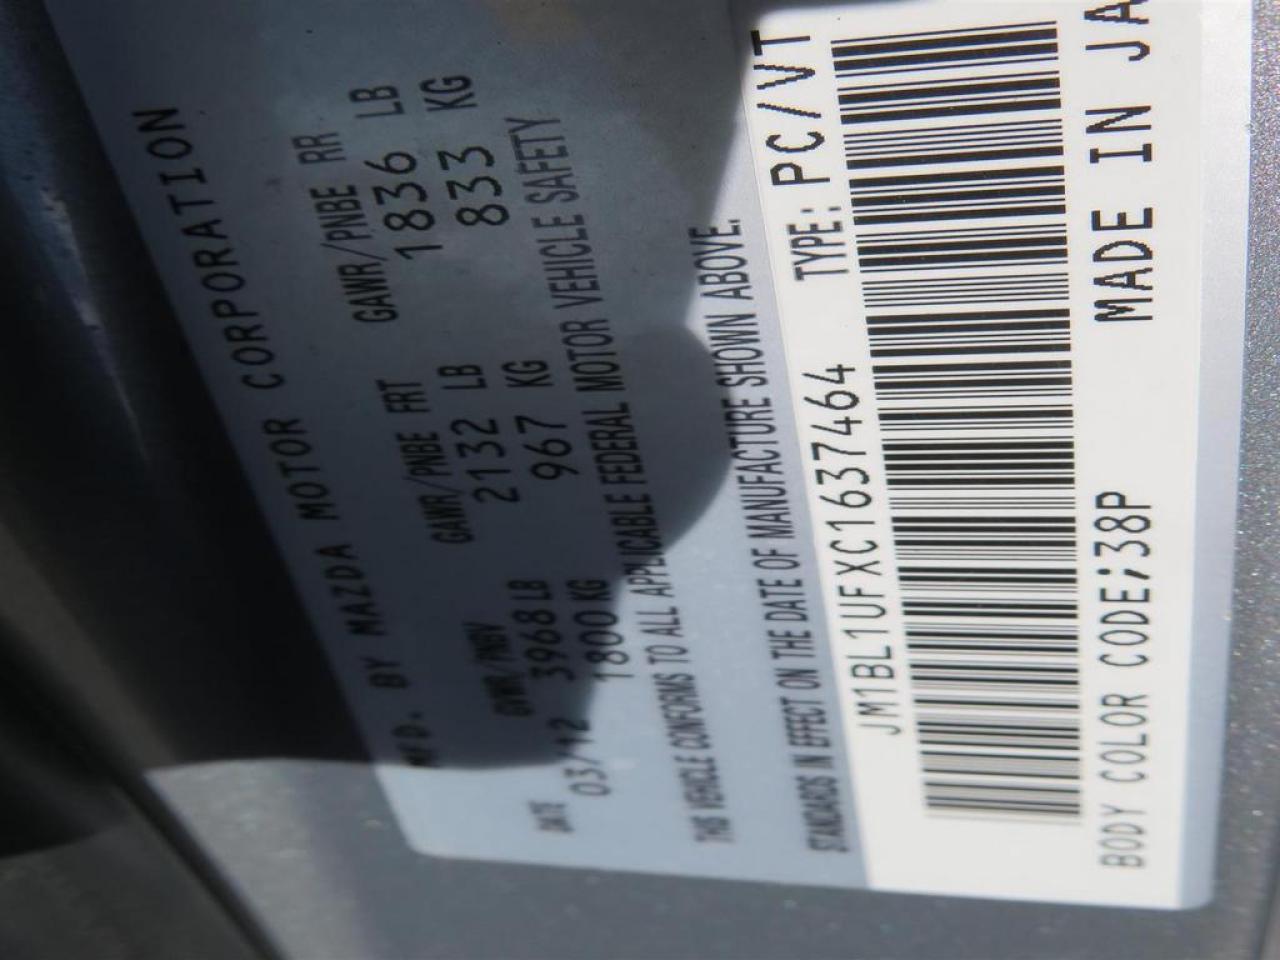 MFD. BY MAZDA MOTOR CORPORATION
DATE GVWR/PNBV GAWR/PNBE FRT GAWR/PNBE RR
03/12 3968 LB 2132 LB 1836 LB
1800 KG 967 KG 833 KG
THIS VEHICLE CONFORMS TO ALL APPLICABLE FEDERAL MOTOR VEHICLE SAFETY
STANDARDS IN EFFECT ON THE DATE OF MANUFACTURE SHOWN ABOVE.
JM1BL1UFXC1637464 TYPE: PC/VT
BODY COLOR CODE;38P MADE IN JA